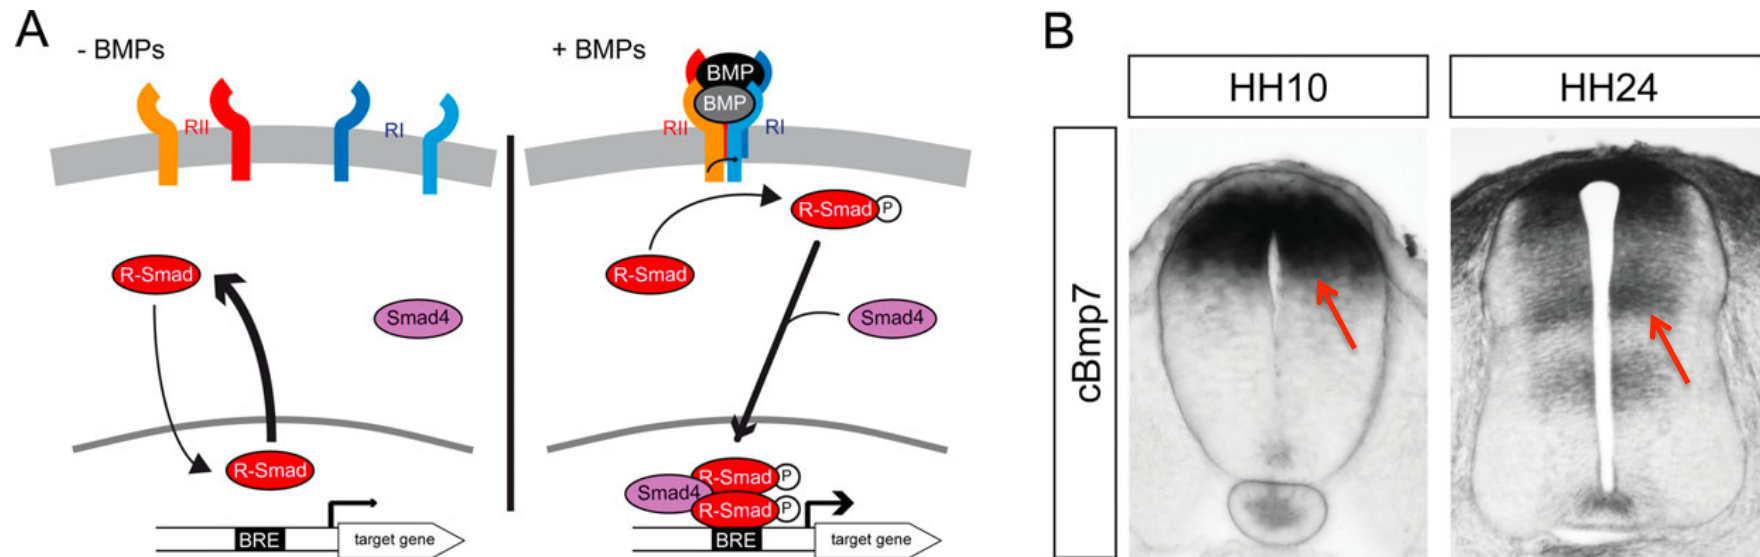 A
- BMPs
RII
RI
R-Smad
Smad4
R-Smad
BRE
target gene
+ BMPs
BMP
BMP
RII
RI
R-Smad
P
R-Smad
Smad4
R-Smad
P
Smad4
R-Smad
P
BRE
target gene
B
HH10
HH24
cBmp7